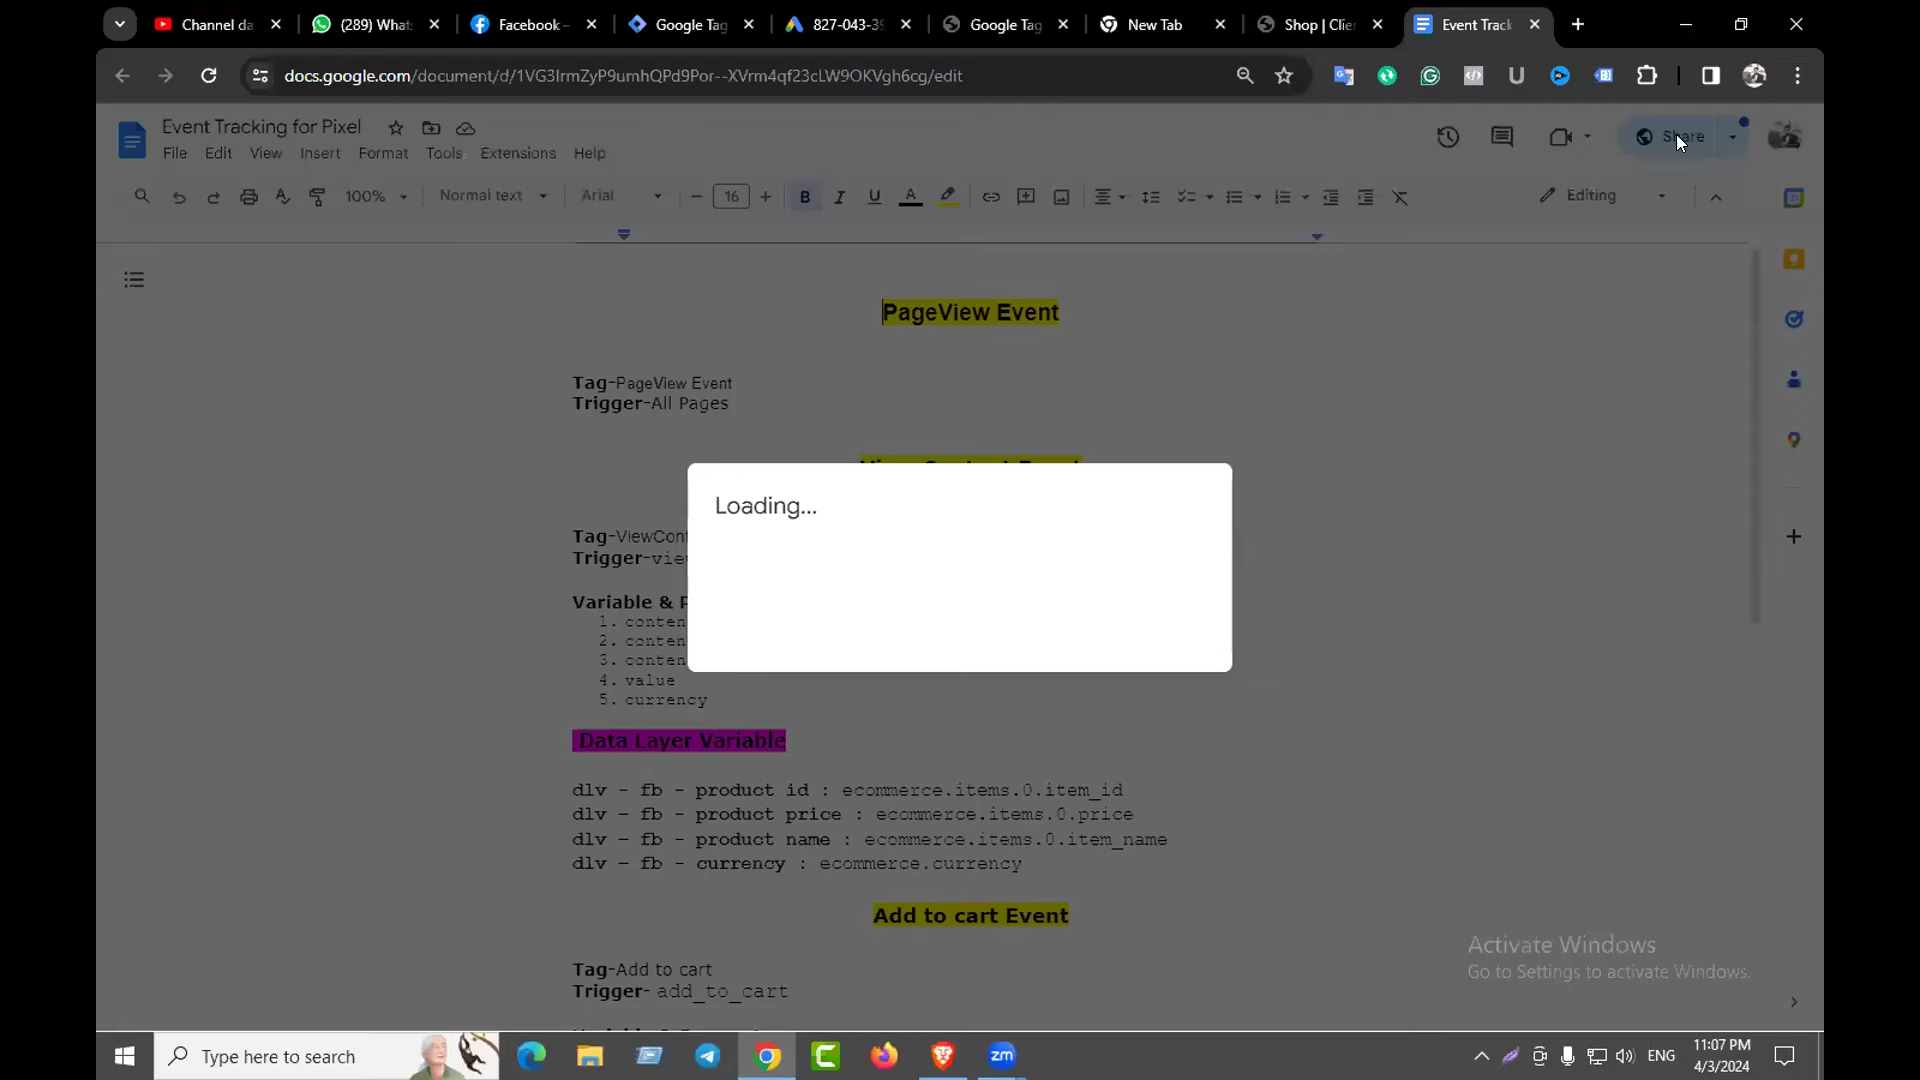 Channel da
(289) What
Facebook –
Google Tag
827-043-39
Google Tag
New Tab
Shop | Clie
Event Track
docs.google.com/document/d/1VG3IrmZyP9umhQPd9Por--XVrm4qf23cLW9OKVgh6cg/edit
Event Tracking for Pixel
File Edit View Insert Format Tools Extensions Help
Share
100% Normal text Arial 16 B I U A Editing
PageView Event
Tag-PageView Event
Trigger-All Pages
Loading...
Tag-ViewCont
Trigger-vie
Variable & P
1. conten
2. conten
3. conten
4. value
5. currency
Data Layer Variable
dlv - fb - product id : ecommerce.items.0.item_id
dlv - fb - product price : ecommerce.items.0.price
dlv - fb - product name : ecommerce.items.0.item_name
dlv - fb - currency : ecommerce.currency
Add to cart Event
Tag-Add to cart
Trigger- add_to_cart
Activate Windows
Go to Settings to activate Windows.
Type here to search
zm
ENG
11:07 PM
4/3/2024